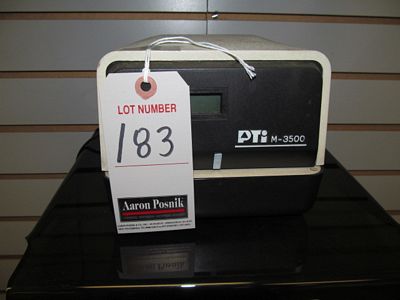 LOT NUMBER
183
Aaron Posnik
PTi M-3500